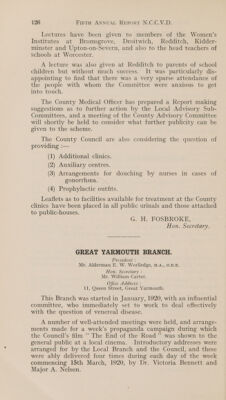 126 FIFTH ANNUAL REPORT N.C.C.V.D.
Lectures have been given to members of the Women's
Institutes at Bromsgrove, Droitwich, Redditch, Kidder-
minster and Upton-on-Severn, and also to the head teachers of
schools at Worcester.
A lecture was also given at Redditch to parents of school
children but without much success. It was particularly dis-
appointing to find that there was a very sparse attendance of
the people with whom the Committee were anxious to get
into touch.
The County Medical Officer has prepared a Report making
suggestions as to further action by the Local Advisory Sub-
Committees, and a meeting of the County Advisory Committee
will shortly be held to consider what further publicity can be
given to the scheme.
The County Council are also considering the question of
providing :—
(1) Additional clinics.
(2) Auxiliary centres.
(3) Arrangements for douching by nurses in cases of
gonorrhœa.
(4) Prophylactic outfits.
Leaflets as to facilities available for treatment at the County
clinics have been placed in all public urinals and those attached
to public-houses.
G. H. FOSBROKE,
Hon. Secretary.
GREAT YARMOUTH BRANCH.
President
Mr. Alderman E. W. Worlledge, M.A., O.B.E.
Hon. Secretary :
Mr. William Carter.
Office Address:
11, Queen Street, Great Yarmouth.
This Branch was started in January, 1920, with an influential
committee, who immediately set to work to deal effectively
with the question of venereal disease.
A number of well-attended meetings were held, and arrange-
ments made for a week's propaganda campaign during which
the Council's film " The End of the Road " was shown to the
general public at a local cinema. Introductory addresses were
arranged for by the Local Branch and the Council, and these
were ably delivered four times during each day of the week
commencing 15th March, 1920, by Dr. Victoria Bennett and
Major A. Nelsen.